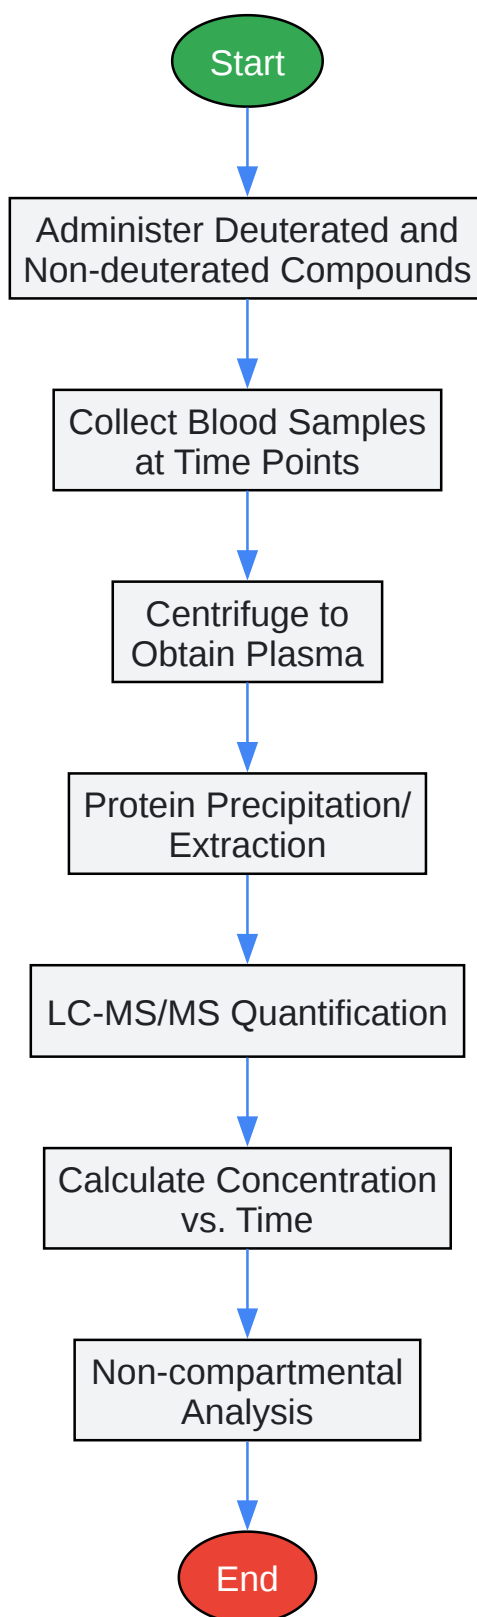 Start
Administer Deuterated and
Non-deuterated Compounds
Collect Blood Samples
at Time Points
Centrifuge to
Obtain Plasma
Protein Precipitation/
Extraction
LC-MS/MS Quantification
Calculate Concentration
vs. Time
Non-compartmental
Analysis
End